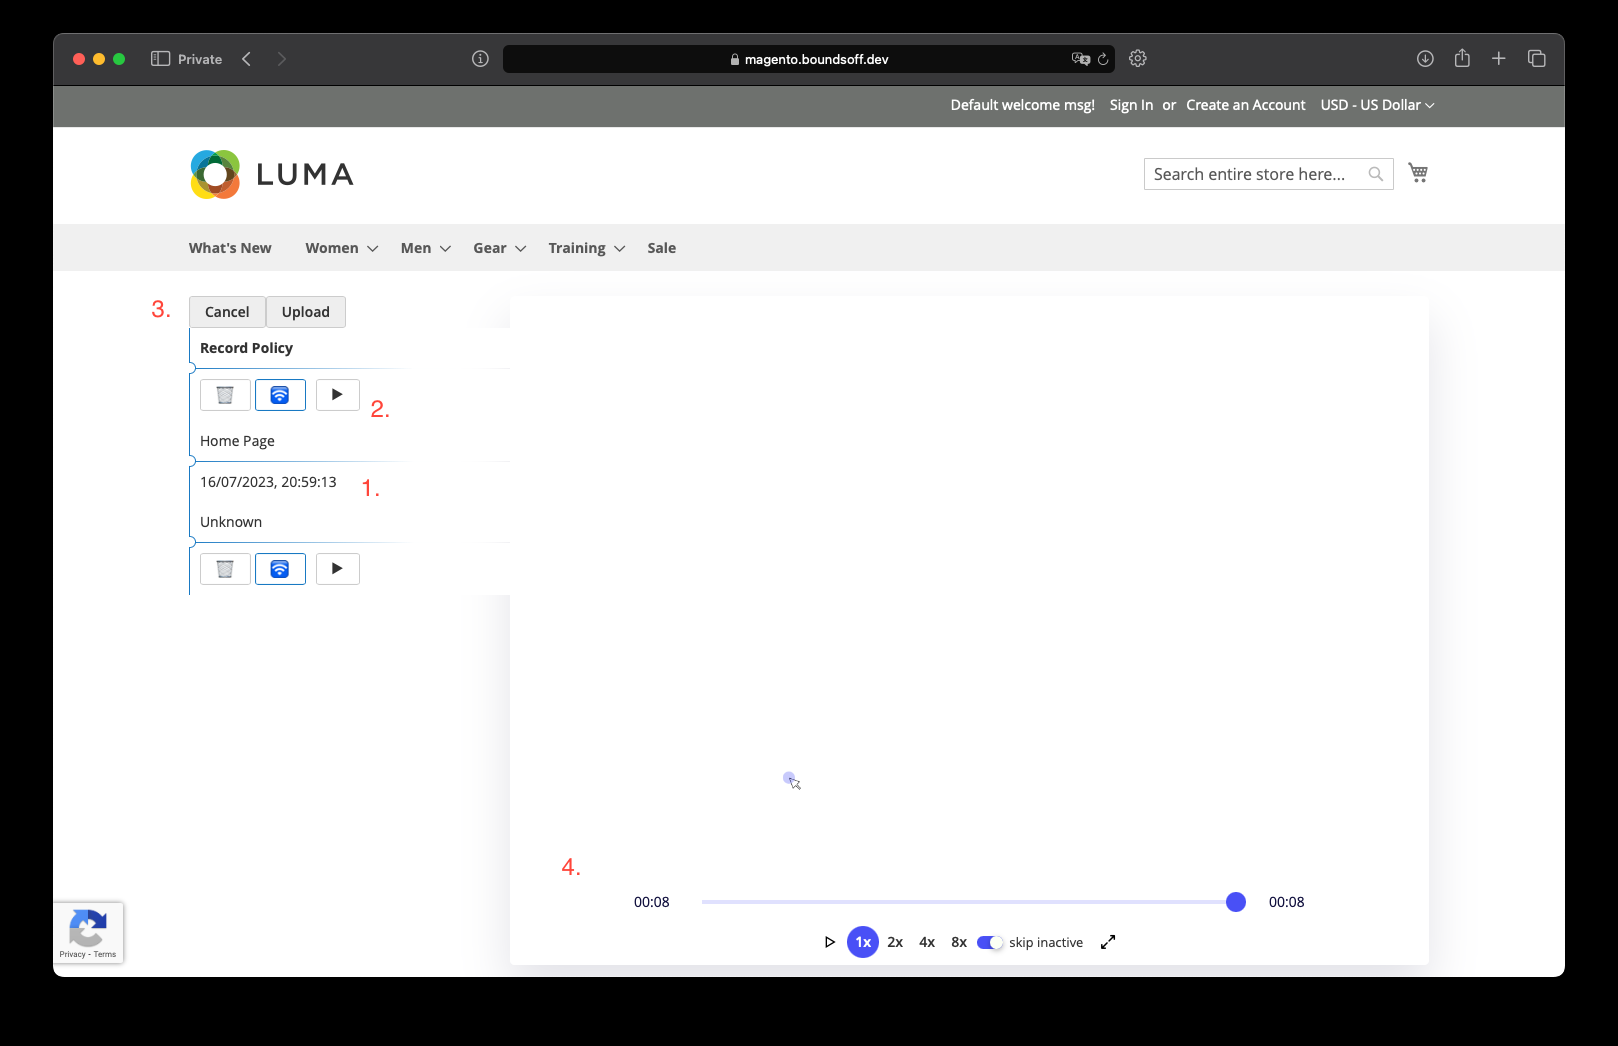 Private
magento.boundsoff.dev
Default welcome msg! Sign In or Create an Account USD - US Dollar
LUMA
Search entire store here...
What's New Women Men Gear Training Sale
3. Cancel Upload
Record Policy
2.
Home Page
16/07/2023, 20:59:13 1.
Unknown
4.
00:08 00:08
1x 2x 4x 8x skip inactive
Privacy - Terms